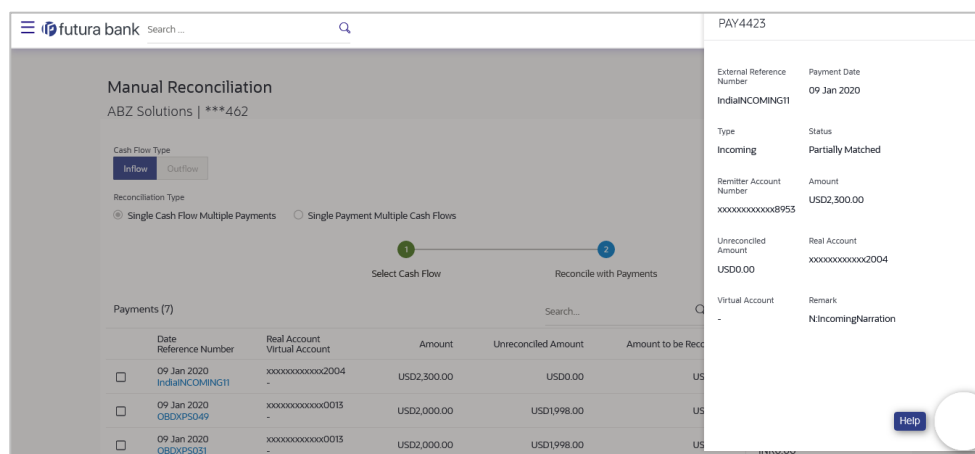 futura bank Search ...
Manual Reconciliation
ABZ Solutions | ***462
Cash Flow Type
Inflow Outflow
Reconciliation Type
Single Cash Flow Multiple Payments Single Payment Multiple Cash Flows
1 2
Select Cash Flow Reconcile with Payments
Payments (7) Search...
Date Real Account
Reference Number Virtual Account Amount Unreconciled Amount Amount to be Reco
09 Jan 2020 xxxxxxxxxxxx2004 USD2,300.00 USD0.00 US
IndiaINCOMING11 -
09 Jan 2020 xxxxxxxxxxxx0013 USD2,000.00 USD1,998.00 US
OBDXPS049 -
09 Jan 2020 xxxxxxxxxxxx0013 USD2,000.00 USD1,998.00 US
OBDXPS031 -
PAY4423
External Reference Payment Date
Number 09 Jan 2020
IndiaINCOMING11
Type Status
Incoming Partially Matched
Remitter Account Amount
Number USD2,300.00
xxxxxxxxxxxx8953
Unreconciled Real Account
Amount xxxxxxxxxxxx2004
USD0.00
Virtual Account Remark
- N:IncomingNarration
Help